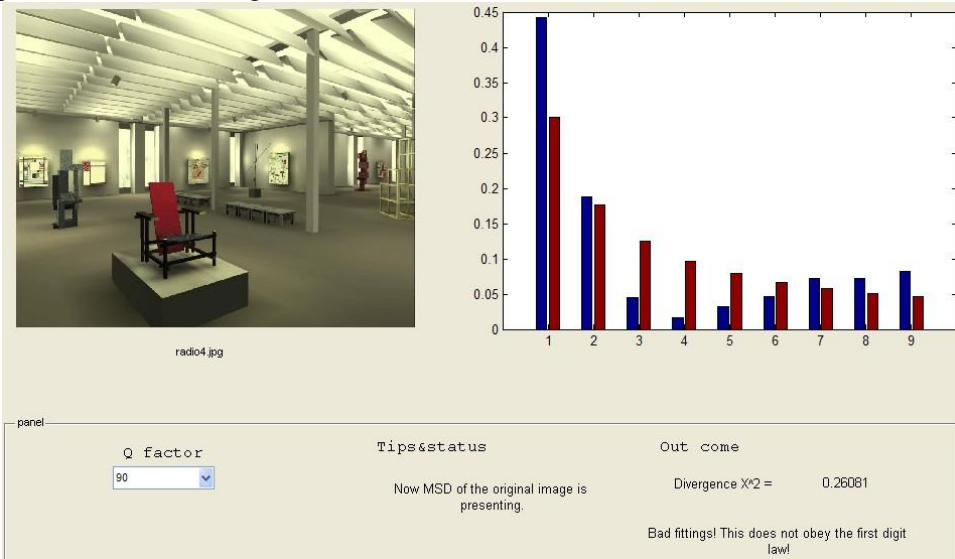 radio4.jpg
0.45
0.4
0.35
0.3
0.25
0.2
0.15
0.1
0.05
0
1 2 3 4 5 6 7 8 9
panel
Q factor
90
Tips&status
Now MSD of the original image is
presenting.
Out come
Divergence X^2 = 0.26081
Bad fittings! This does not obey the first digit
law!